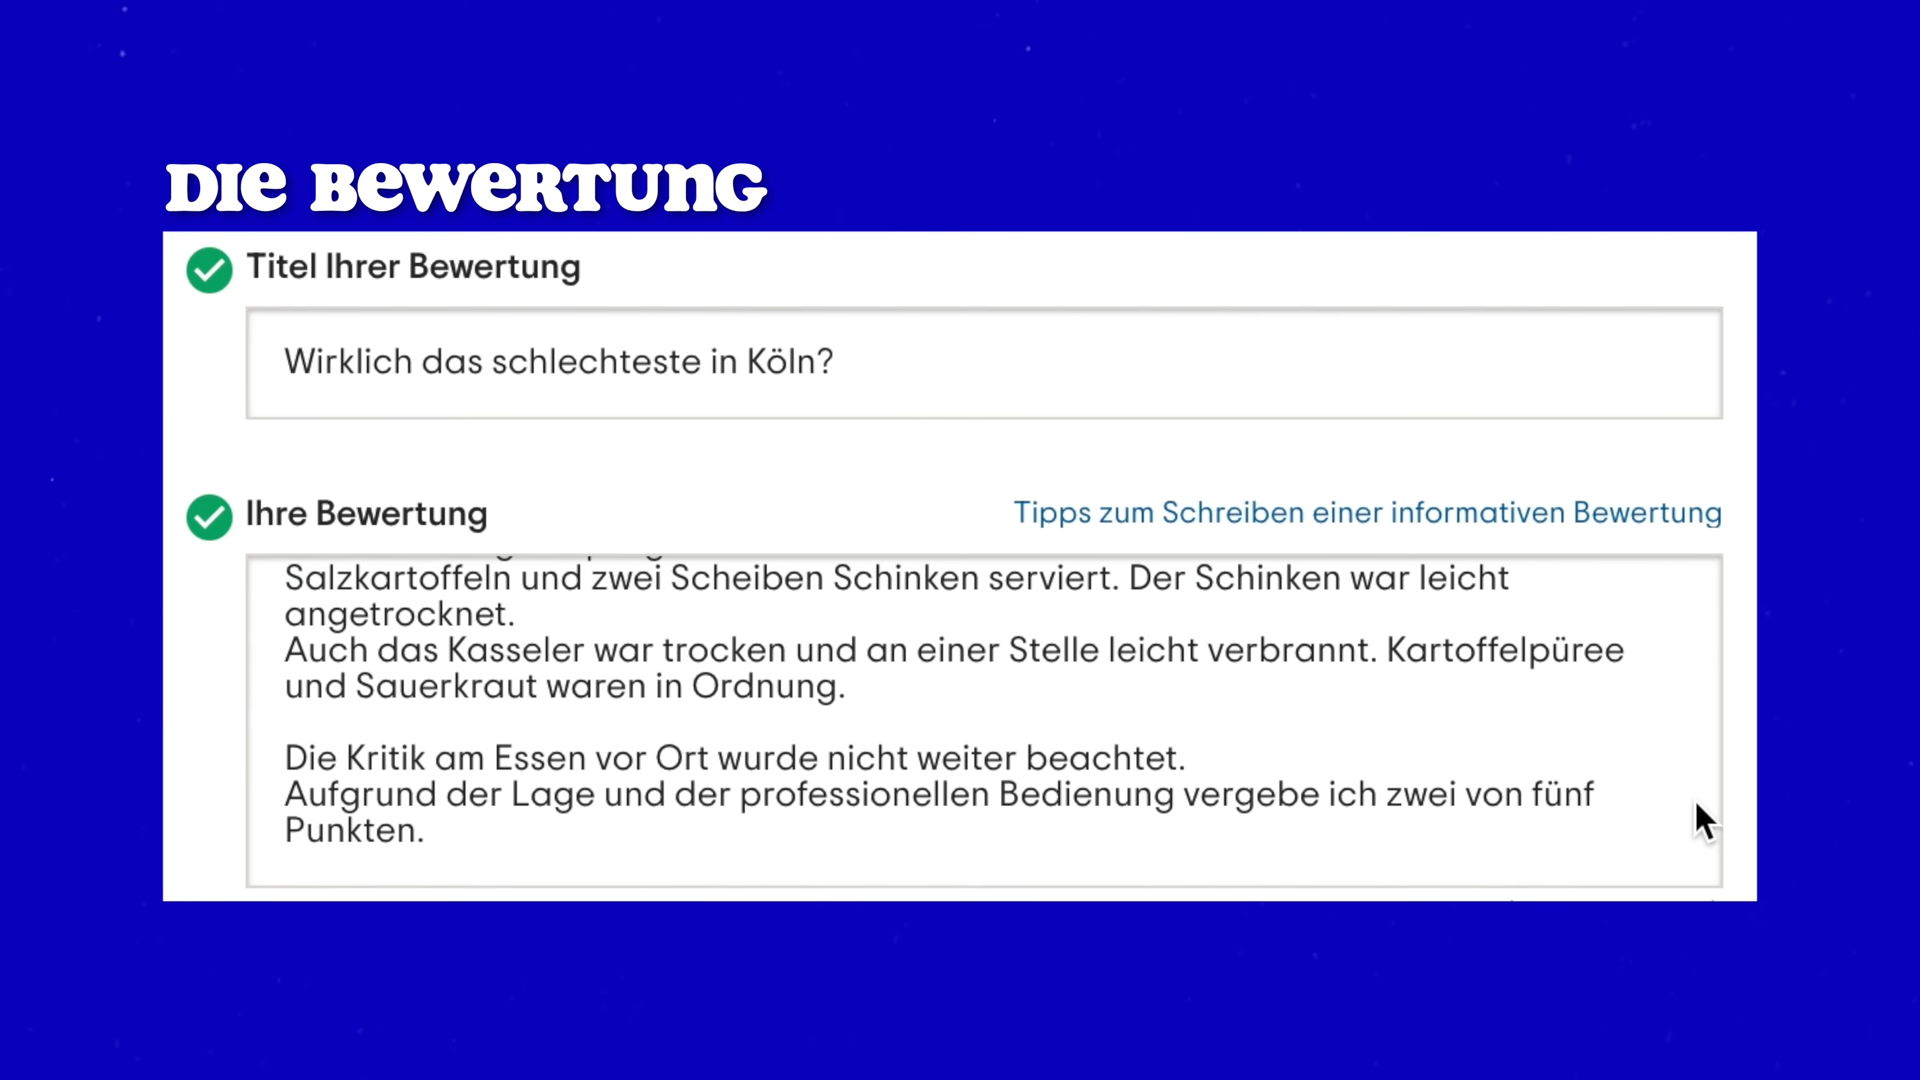 DIE BEWERTUNG
Titel Ihrer Bewertung
Wirklich das schlechteste in Köln?
Ihre Bewertung
Tipps zum Schreiben einer informativen Bewertung
Salzkartoffeln und zwei Scheiben Schinken serviert. Der Schinken war leicht
angetrocknet.
Auch das Kasseler war trocken und an einer Stelle leicht verbrannt. Kartoffelpüree
und Sauerkraut waren in Ordnung.
Die Kritik am Essen vor Ort wurde nicht weiter beachtet.
Aufgrund der Lage und der professionellen Bedienung vergebe ich zwei von fünf
Punkten.